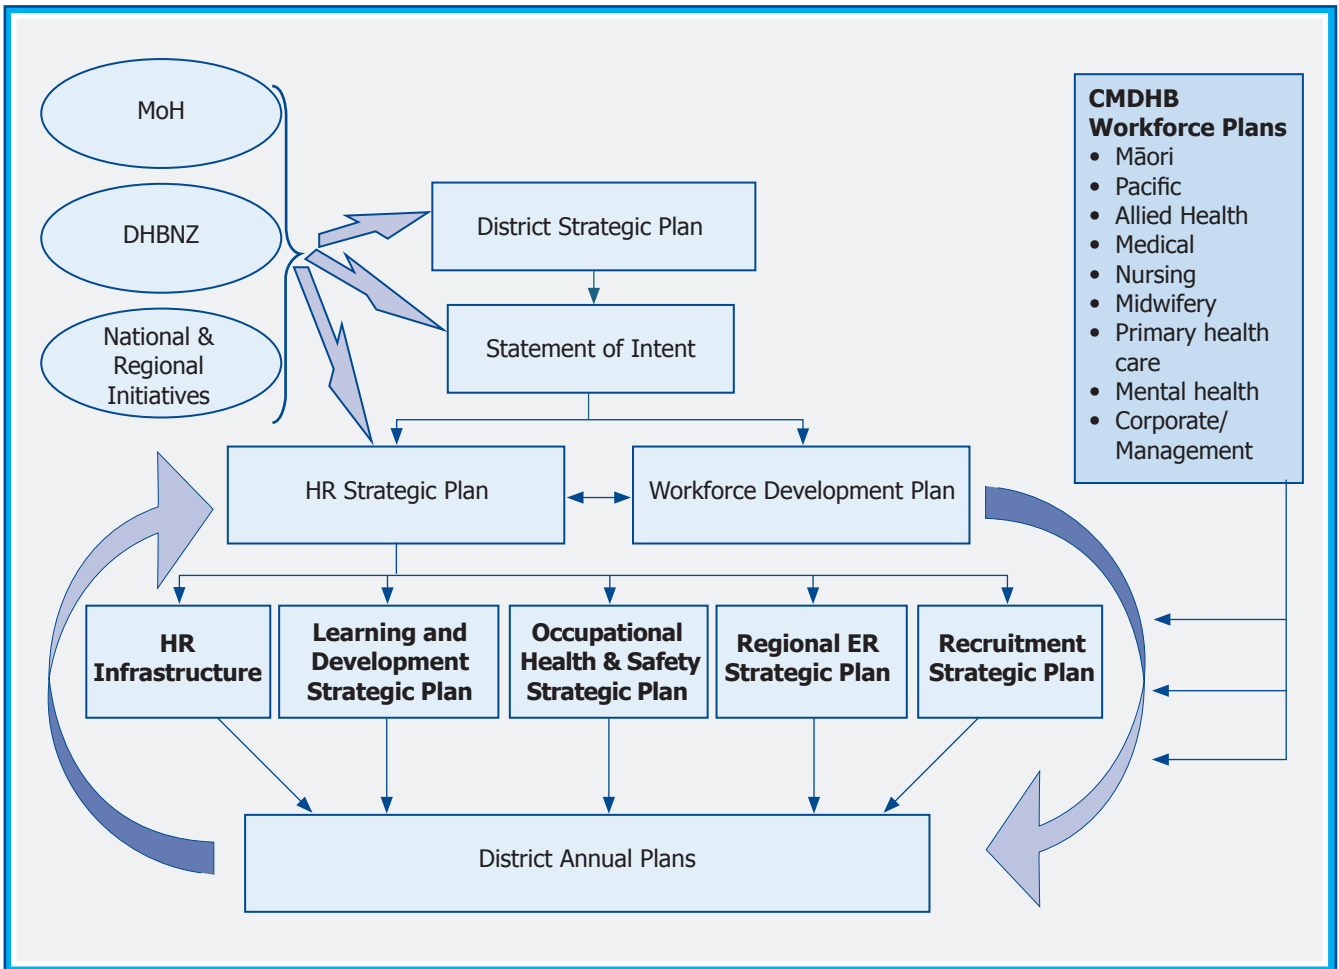 MoH
DHBNZ
National &
Regional
Initiatives
District Strategic Plan
Statement of Intent
CMDHB
Workforce Plans
• Māori
• Pacific
• Allied Health
• Medical
• Nursing
• Midwifery
• Primary health
care
• Mental health
• Corporate/
Management
HR Strategic Plan
Workforce Development Plan
HR
Infrastructure
Learning and
Development
Strategic Plan
Occupational
Health & Safety
Strategic Plan
Regional ER
Strategic Plan
Recruitment
Strategic Plan
District Annual Plans